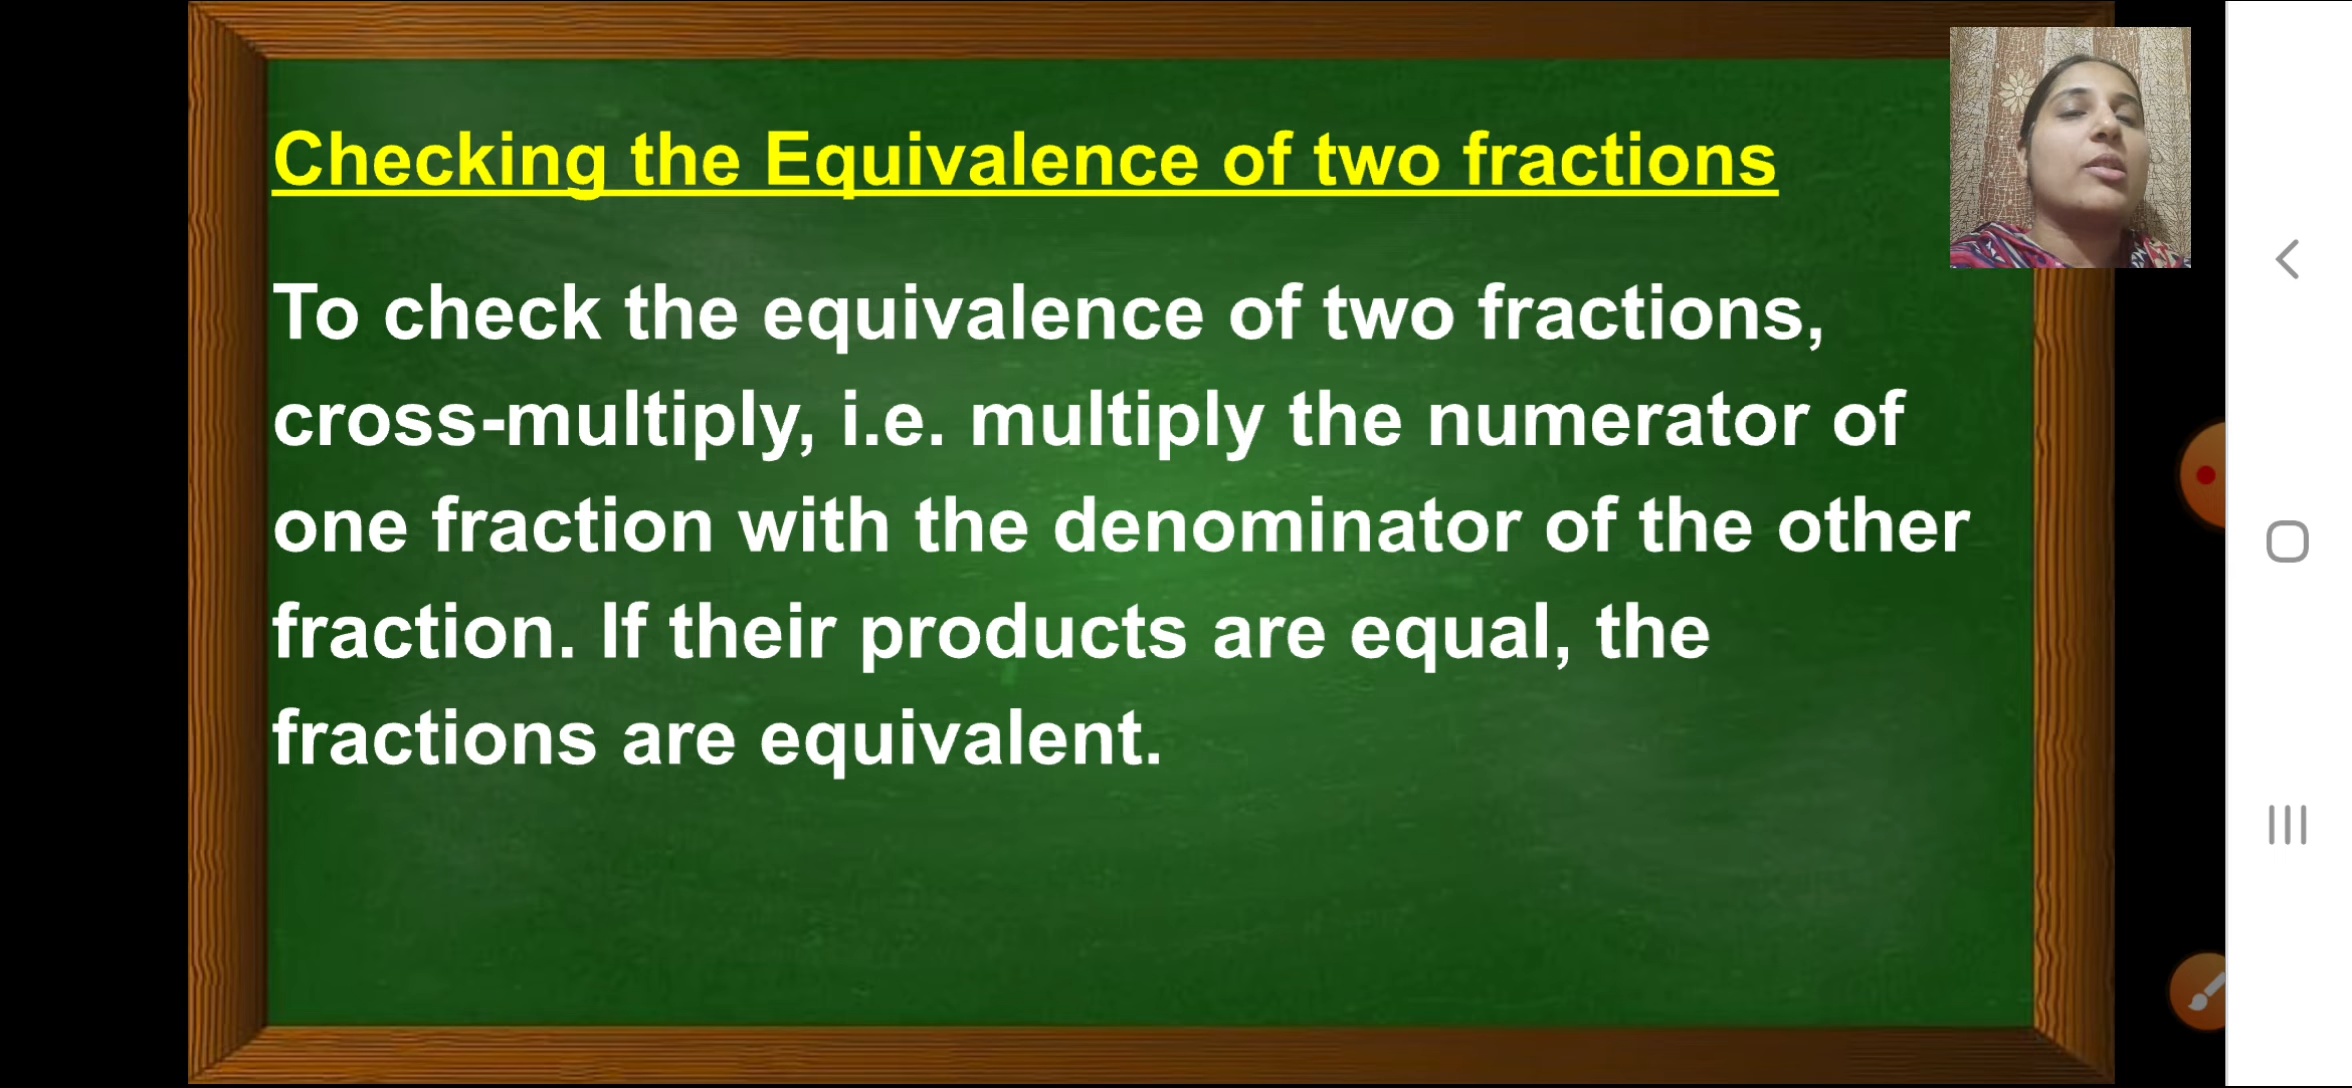 Checking the Equivalence of two fractions
To check the equivalence of two fractions,
cross-multiply, i.e. multiply the numerator of
one fraction with the denominator of the other
fraction. If their products are equal, the
fractions are equivalent.